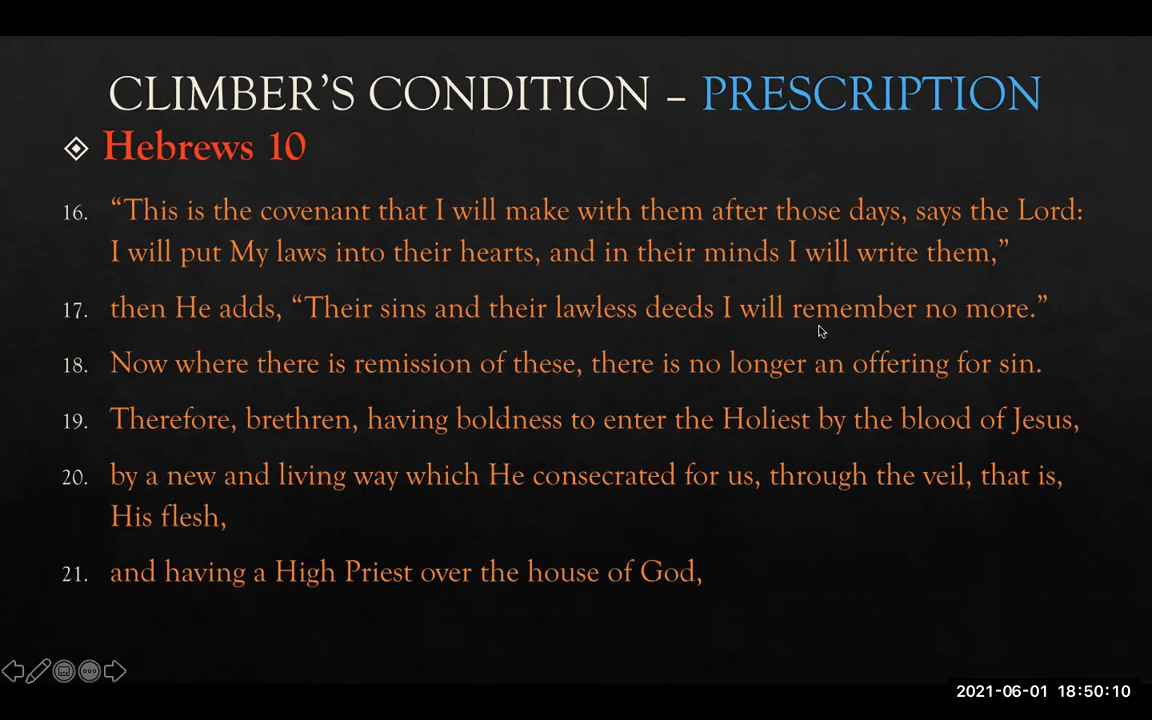 CLIMBER’S CONDITION – PRESCRIPTION
Hebrews 10
16. “This is the covenant that I will make with them after those days, says the Lord:
I will put My laws into their hearts, and in their minds I will write them,”
17. then He adds, “Their sins and their lawless deeds I will remember no more.”
18. Now where there is remission of these, there is no longer an offering for sin.
19. Therefore, brethren, having boldness to enter the Holiest by the blood of Jesus,
20. by a new and living way which He consecrated for us, through the veil, that is,
His flesh,
21. and having a High Priest over the house of God,
2021-06-01 18:50:10